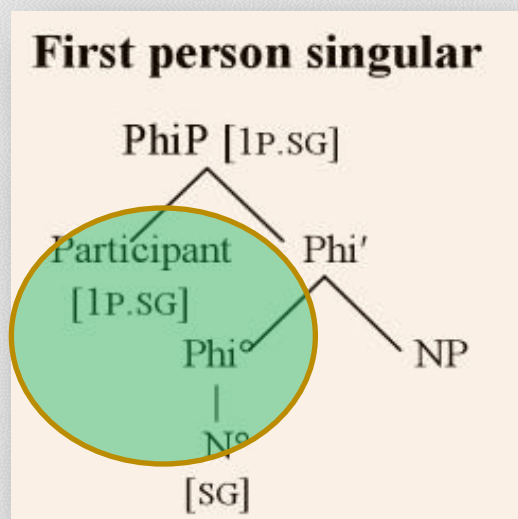 First person singular
PhiP [1P.SG]
Participant Phi′
[1P.SG]
Phi° NP
N°
[SG]